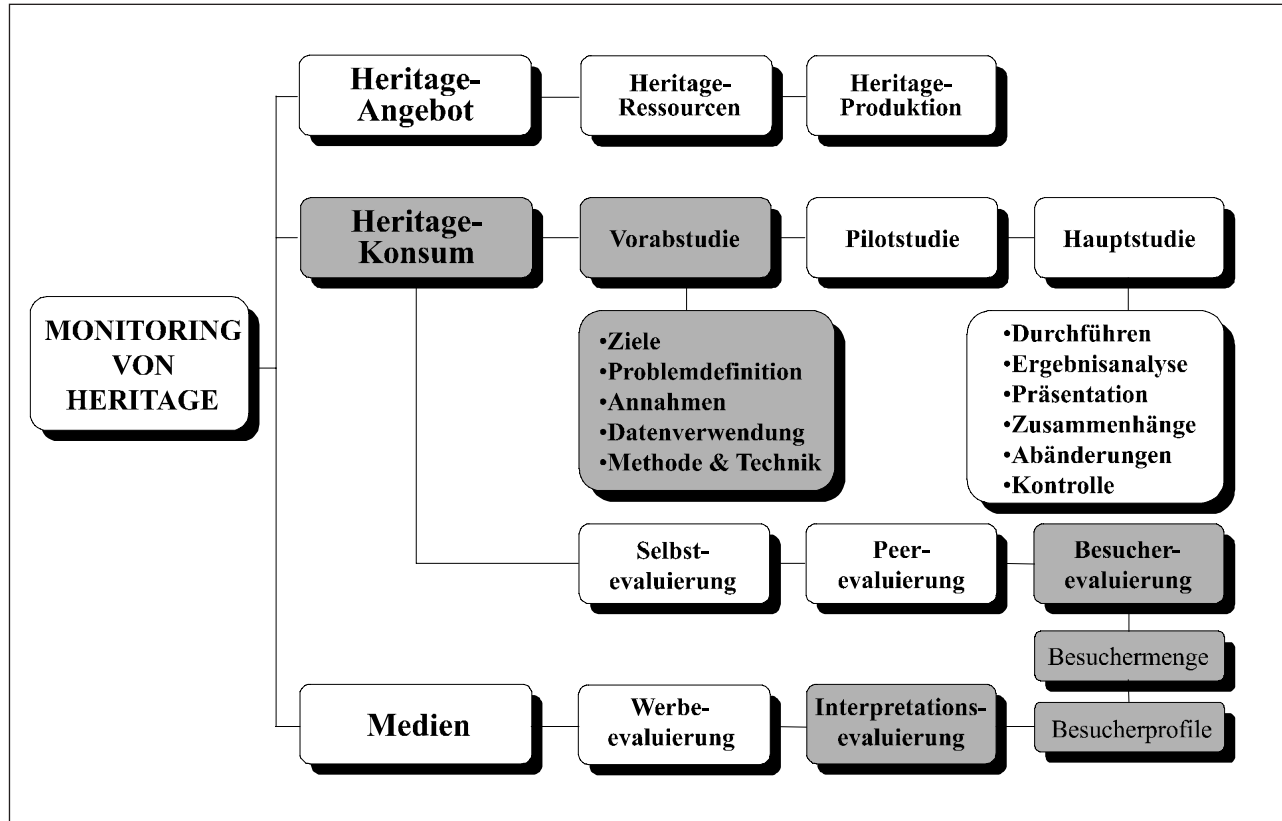 Heritage-
Angebot
Heritage-
Ressourcen
Heritage-
Produktion
Heritage-
Konsum
Vorabstudie
Pilotstudie
Hauptstudie
MONITORING
VON
HERITAGE
•Ziele
•Problemdefinition
•Annahmen
•Datenverwendung
•Methode & Technik
•Durchführen
•Ergebnisanalyse
•Präsentation
•Zusammenhänge
•Abänderungen
•Kontrolle
Selbst-
evaluierung
Peer-
evaluierung
Besucher-
evaluierung
Besuchermenge
Medien
Werbe-
evaluierung
Interpretations-
evaluierung
Besucherprofile